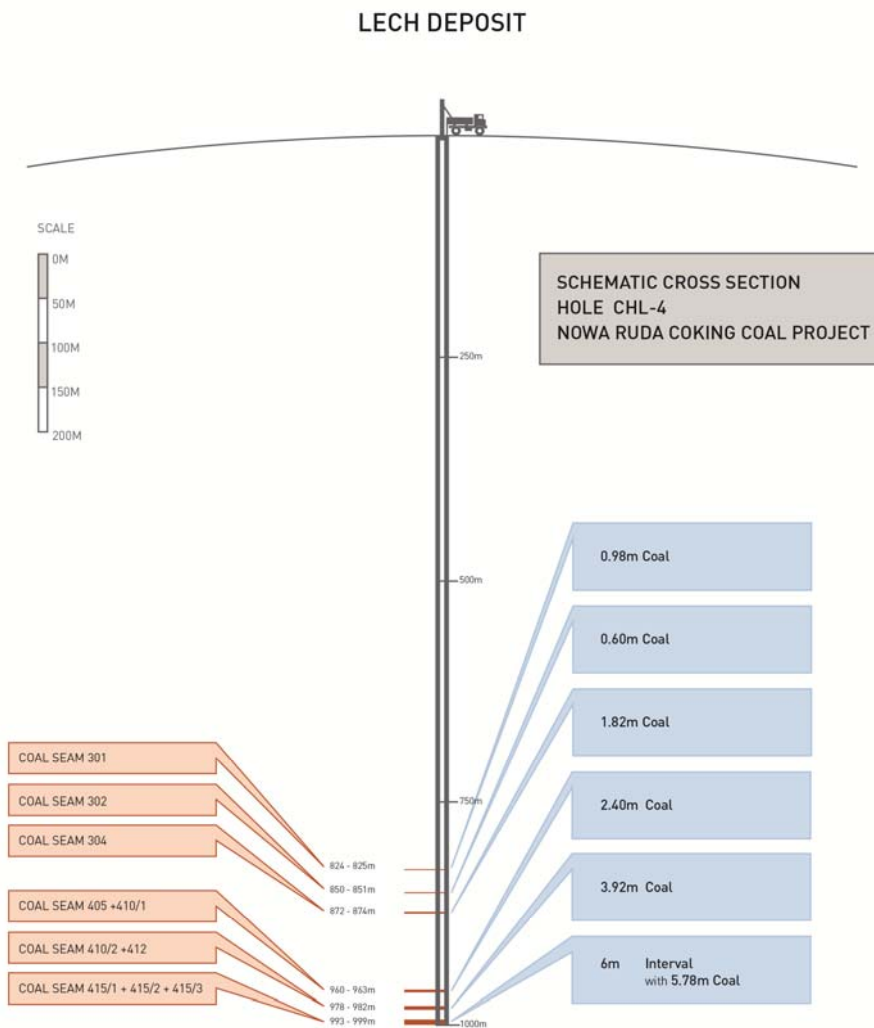 LECH DEPOSIT
SCALE
0M
50M
100M
150M
200M
SCHEMATIC CROSS SECTION
HOLE CHL-4
NOWA RUDA COKING COAL PROJECT
250m
500m
750m
1000m
COAL SEAM 301
COAL SEAM 302
COAL SEAM 304
COAL SEAM 405 +410/1
COAL SEAM 410/2 +412
COAL SEAM 415/1 + 415/2 + 415/3
824 - 825m
850 - 851m
872 - 874m
960 - 963m
978 - 982m
993 - 999m
0.98m Coal
0.60m Coal
1.82m Coal
2.40m Coal
3.92m Coal
6m Interval
with 5.78m Coal